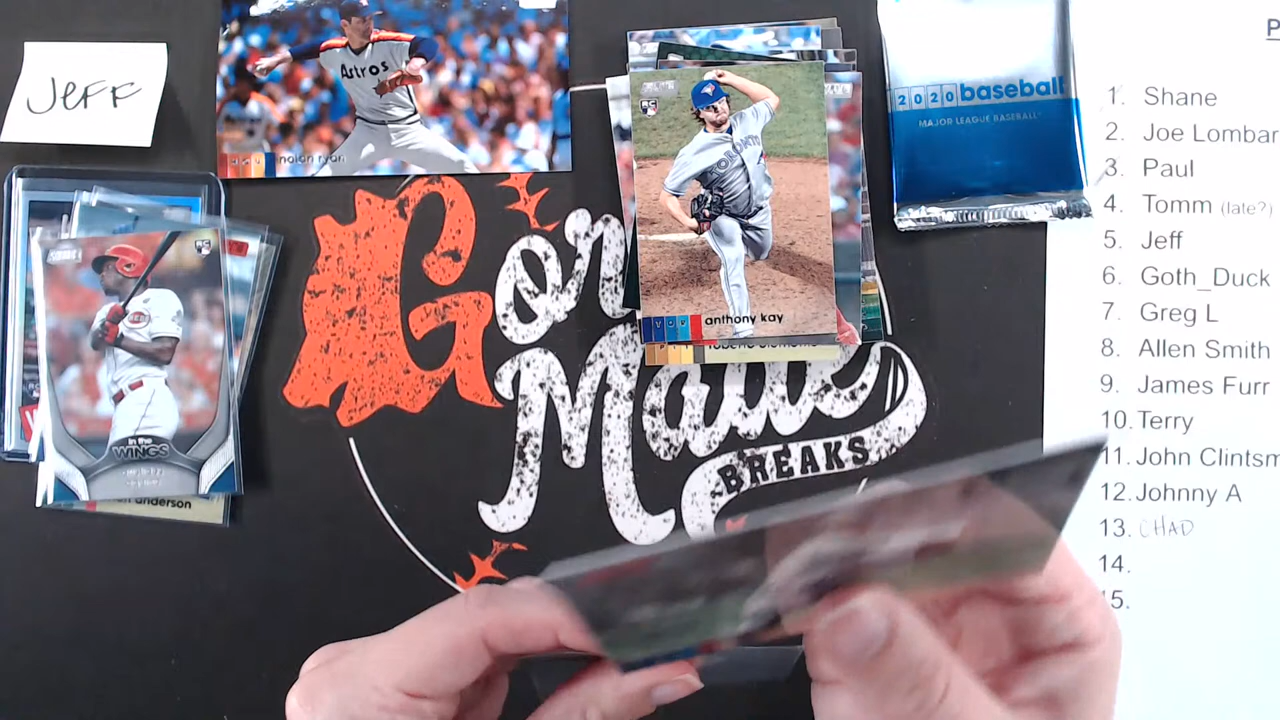 JEFF
Astros
nolan ryan
RC
TORONTO
anthony kay
2020 baseball
MAJOR LEAGUE BASEBALL
RC
in the
WINGS
anderson
Made
BREAKS
P
1. Shane
2. Joe Lombar
3. Paul
4. Tomm (late?)
5. Jeff
6. Goth_Duck
7. Greg L
8. Allen Smith
9. James Furr
10. Terry
11. John Clintsm
12. Johnny A
13. CHAD
14.
15.